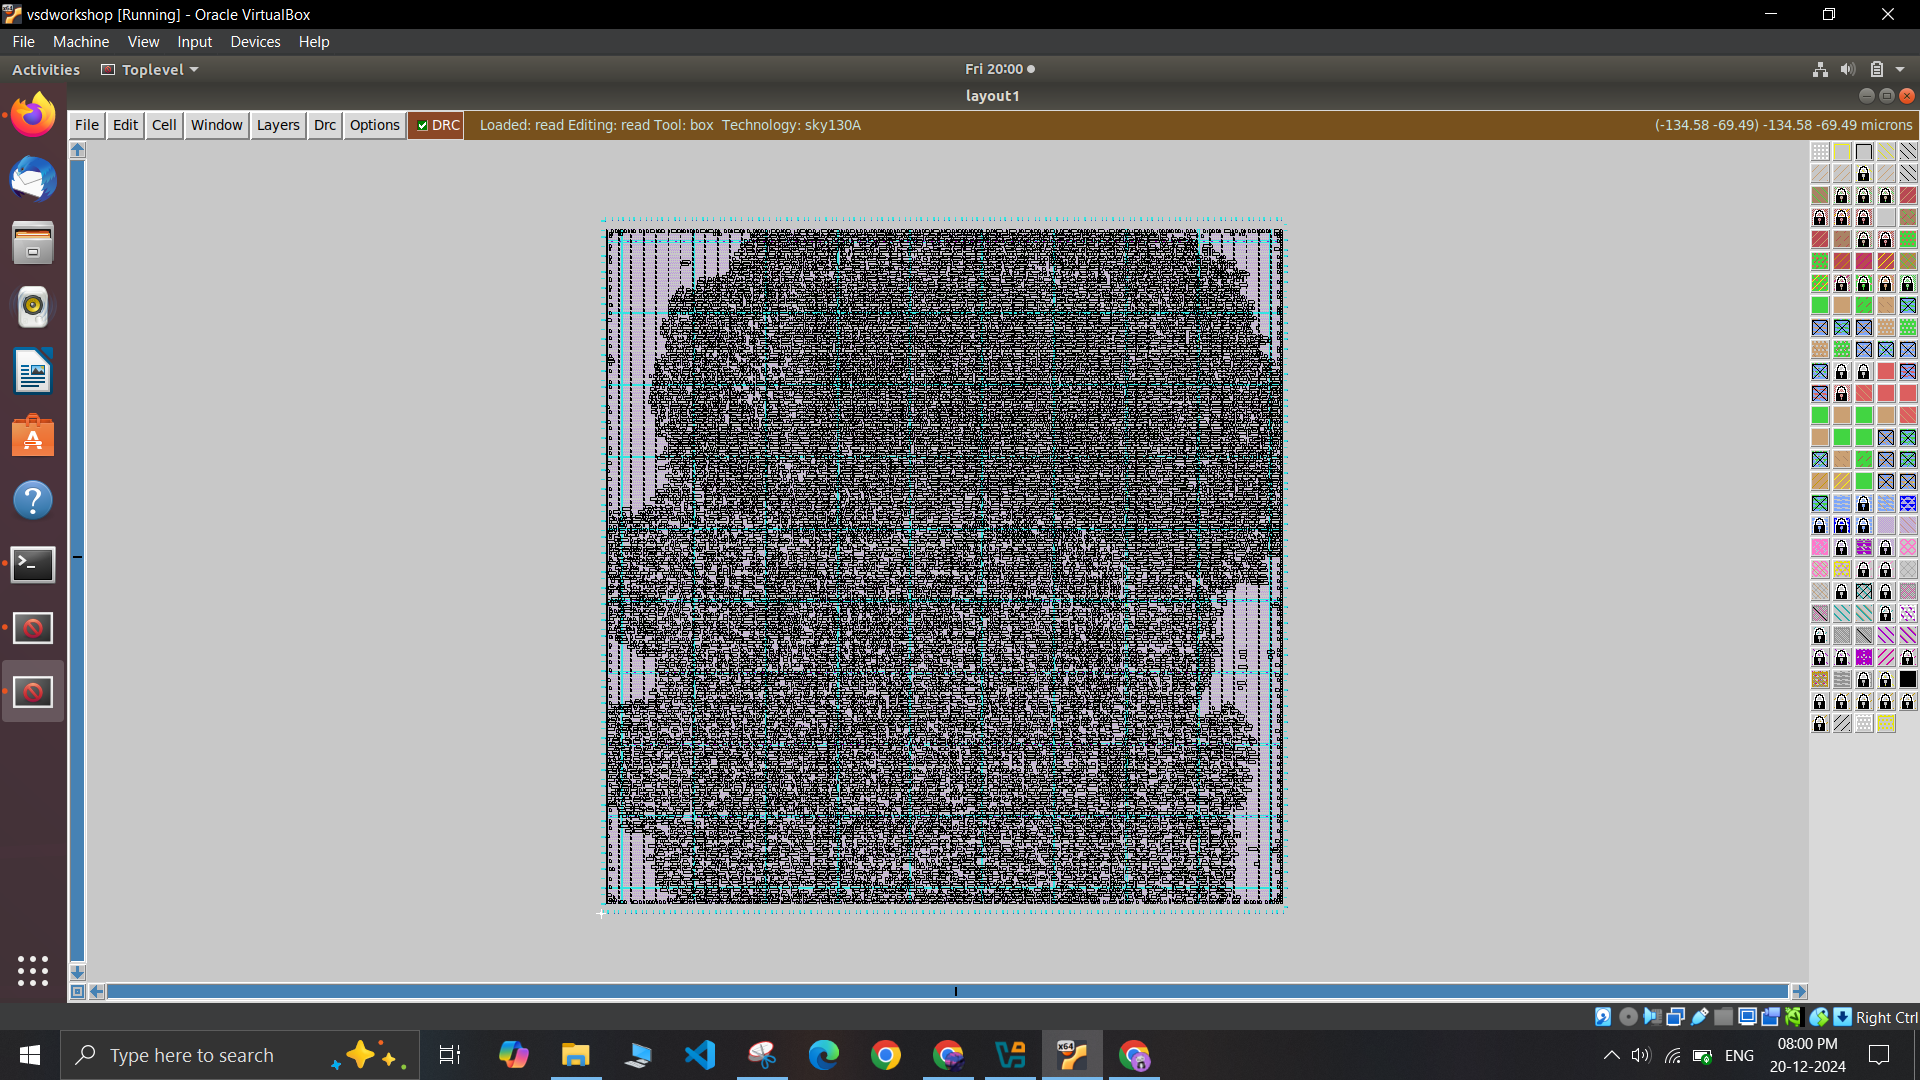 vsdworkshop [Running] - Oracle VirtualBox
File Machine View Input Devices Help
Activities Toplevel Fri 20:00
layout1
File Edit Cell Window Layers Drc Options DRC Loaded: read Editing: read Tool: box Technology: sky130A (-134.58 -69.49) -134.58 -69.49 microns
Right Ctrl
Type here to search
ENG
08:00 PM
20-12-2024